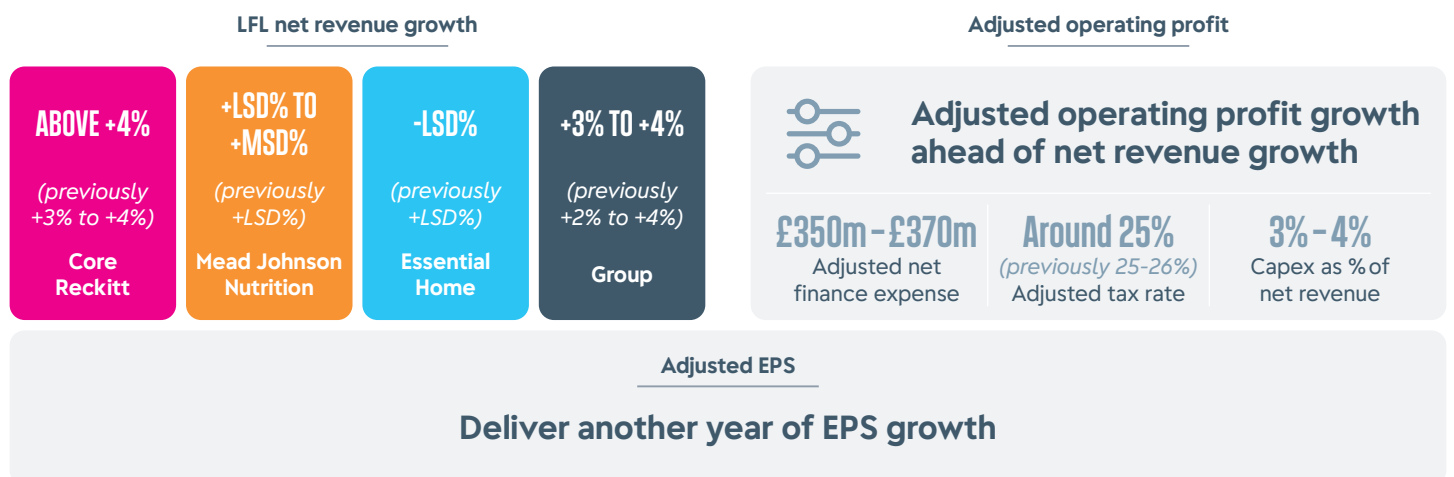 LFL net revenue growth
ABOVE +4%
(previously
+3% to +4%)
Core
Reckitt
+LSD% TO
+MSD%
(previously
+LSD%)
Mead Johnson
Nutrition
-LSD%
(previously
+LSD%)
Essential
Home
+3% TO +4%
(previously
+2% to +4%)
Group
Adjusted operating profit
Adjusted operating profit growth
ahead of net revenue growth
£350m – £370m
Adjusted net
finance expense
Around 25%
(previously 25-26%)
Adjusted tax rate
3% – 4%
Capex as % of
net revenue
Adjusted EPS
Deliver another year of EPS growth